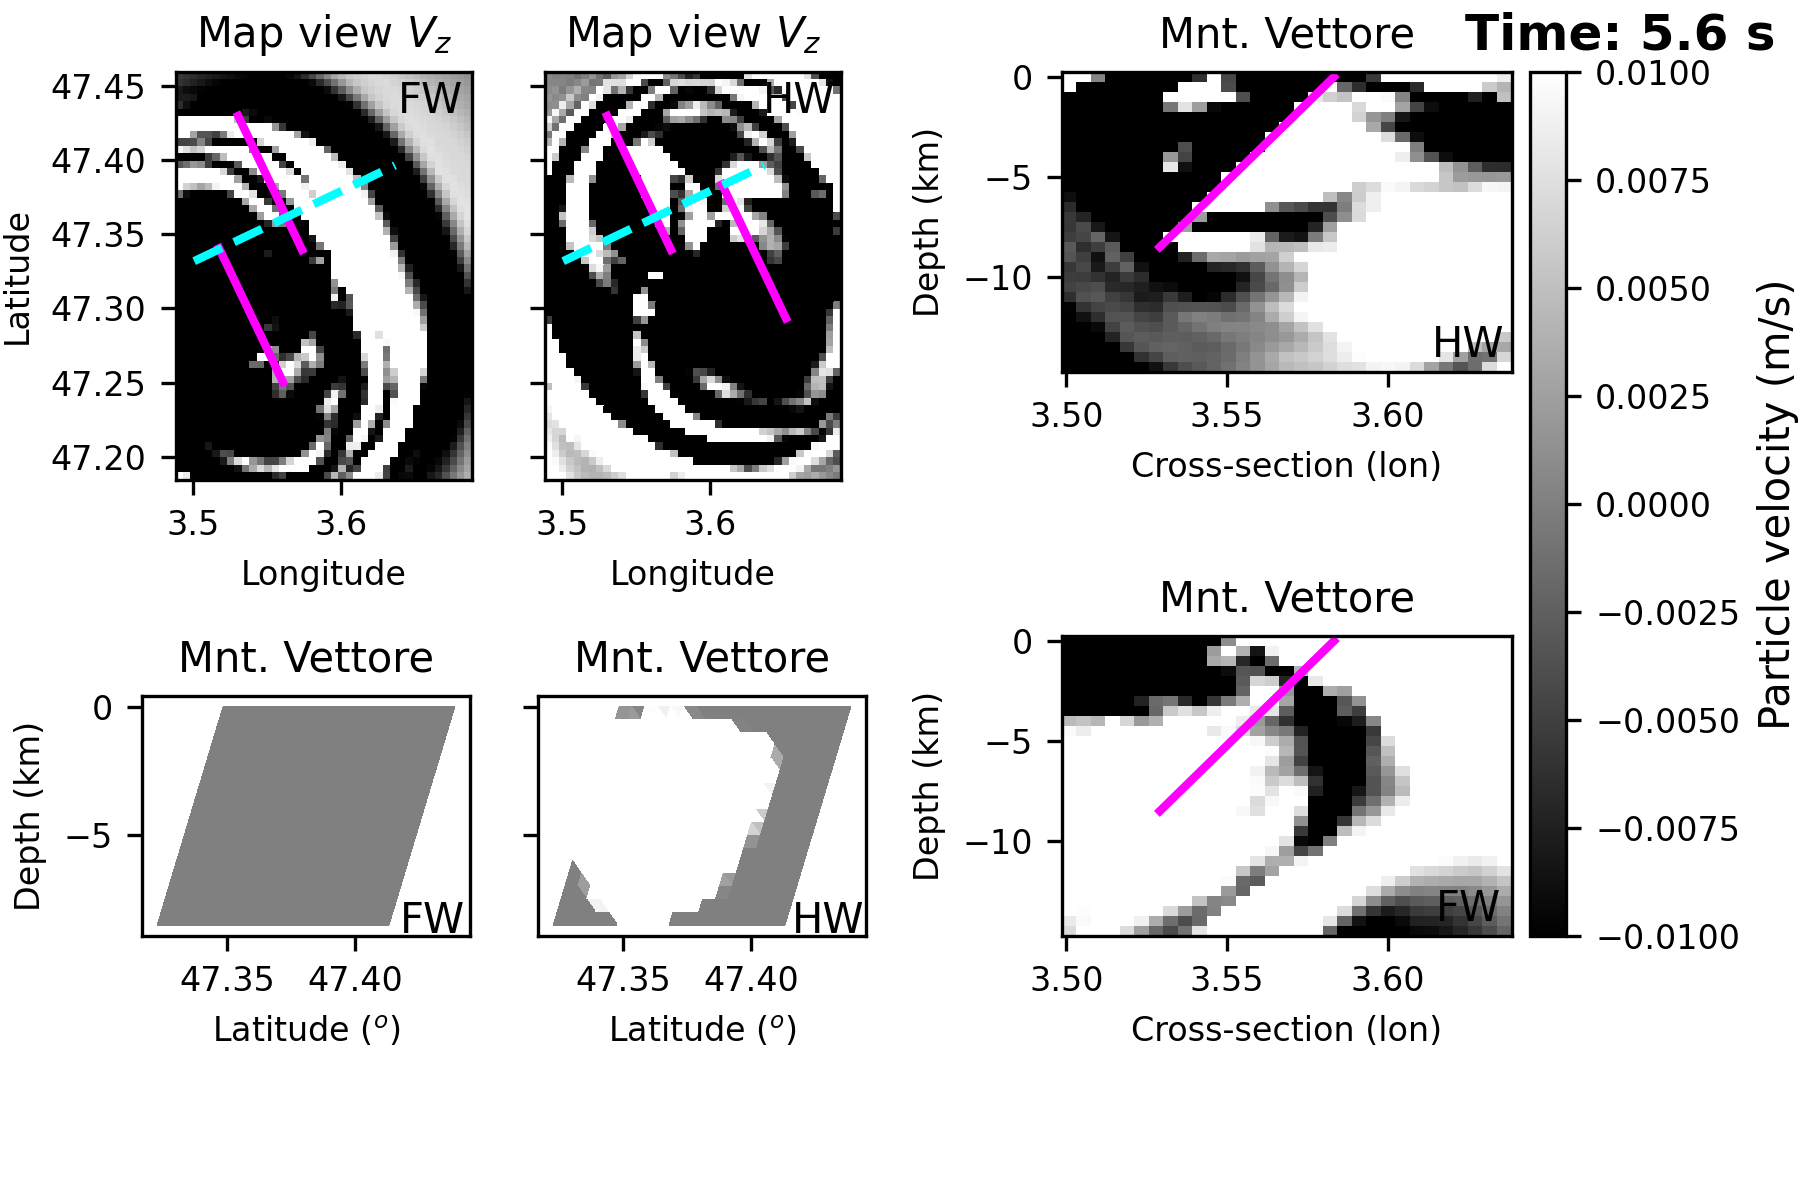 Map view Vz
FW
47.45
47.40
47.35
47.30
47.25
47.20
Latitude
3.5
3.6
Longitude
Map view Vz
HW
3.5
3.6
Longitude
Mnt. Vettore
Time: 5.6 s
0
−5
−10
Depth (km)
HW
3.50
3.55
3.60
Cross-section (lon)
0.0100
0.0075
0.0050
0.0025
0.0000
−0.0025
−0.0050
−0.0075
−0.0100
Particle velocity (m/s)
Mnt. Vettore
0
−5
Depth (km)
FW
47.35
47.40
Latitude (o)
Mnt. Vettore
HW
47.35
47.40
Latitude (o)
Mnt. Vettore
0
−5
−10
Depth (km)
FW
3.50
3.55
3.60
Cross-section (lon)